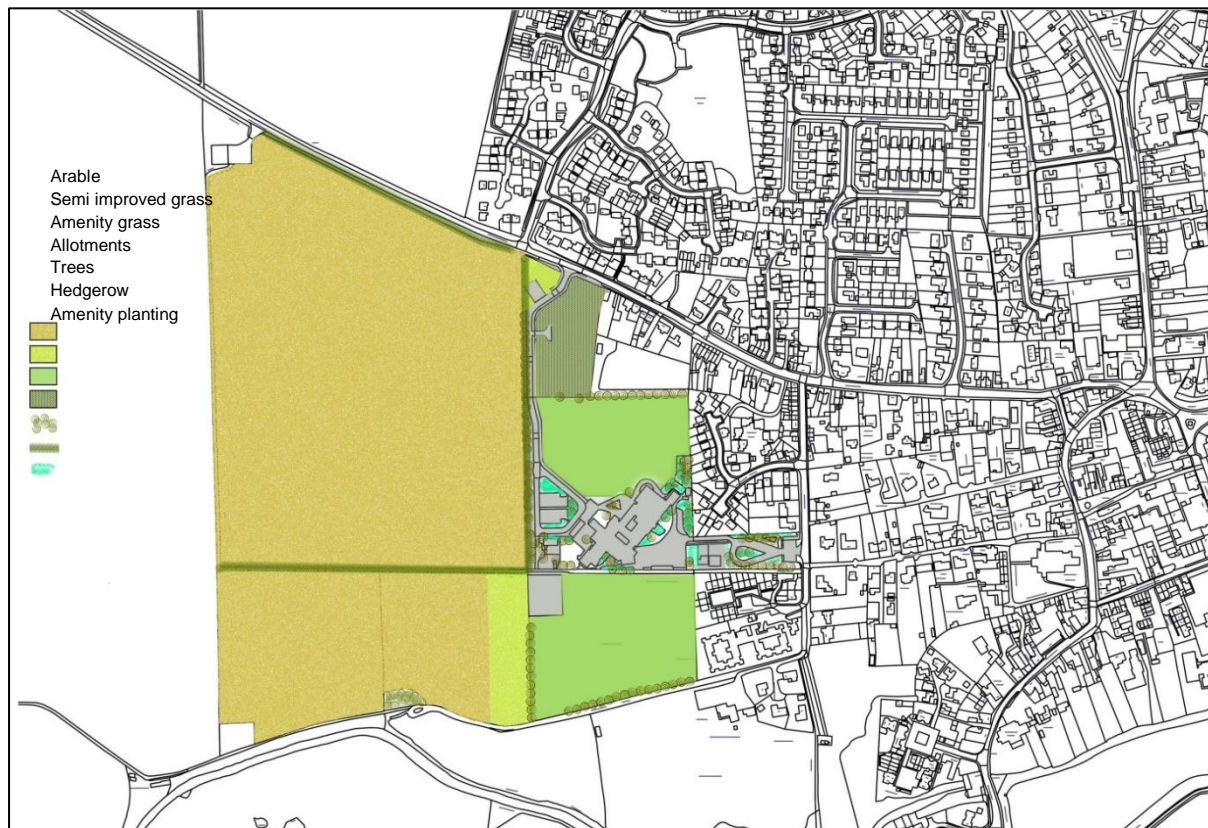 Arable
Semi improved grass
Amenity grass
Allotments
Trees
Hedgerow
Amenity planting